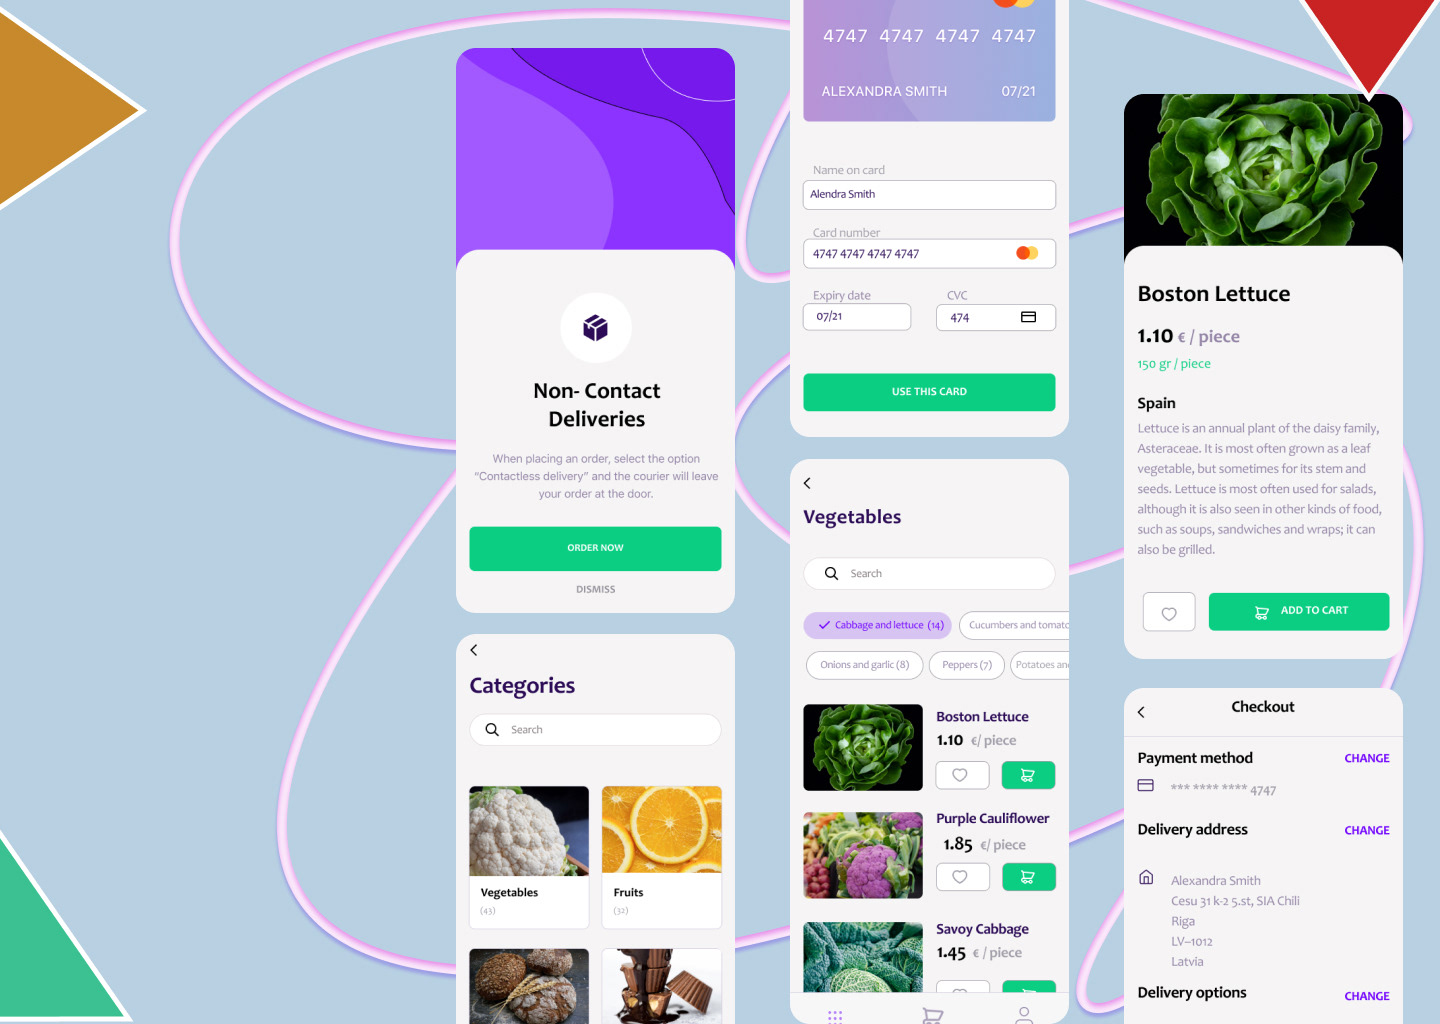 Non- Contact
Deliveries
When placing an order, select the option
“Contactless delivery” and the courier will leave
your order at the door.
ORDER NOW
DISMISS
Categories
Search
Vegetables
(43)
Fruits
(32)
4747 4747 4747 4747
ALEXANDRA SMITH 07/21
Name on card
Alendra Smith
Card number
4747 4747 4747 4747
Expiry date CVC
07/21 474
USE THIS CARD
Vegetables
Search
Cabbage and lettuce (14) Cucumbers and tomato
Onions and garlic (8) Peppers (7) Potatoes an
Boston Lettuce
1.10 €/ piece
Purple Cauliflower
1.85 €/ piece
Savoy Cabbage
1.45 € / piece
Boston Lettuce
1.10 € / piece
150 gr / piece
Spain
Lettuce is an annual plant of the daisy family,
Asteraceae. It is most often grown as a leaf
vegetable, but sometimes for its stem and
seeds. Lettuce is most often used for salads,
although it is also seen in other kinds of food,
such as soups, sandwiches and wraps; it can
also be grilled.
ADD TO CART
Checkout
Payment method CHANGE
*** **** **** 4747
Delivery address CHANGE
Alexandra Smith
Cesu 31 k-2 5.st, SIA Chili
Riga
LV–1012
Latvia
Delivery options CHANGE